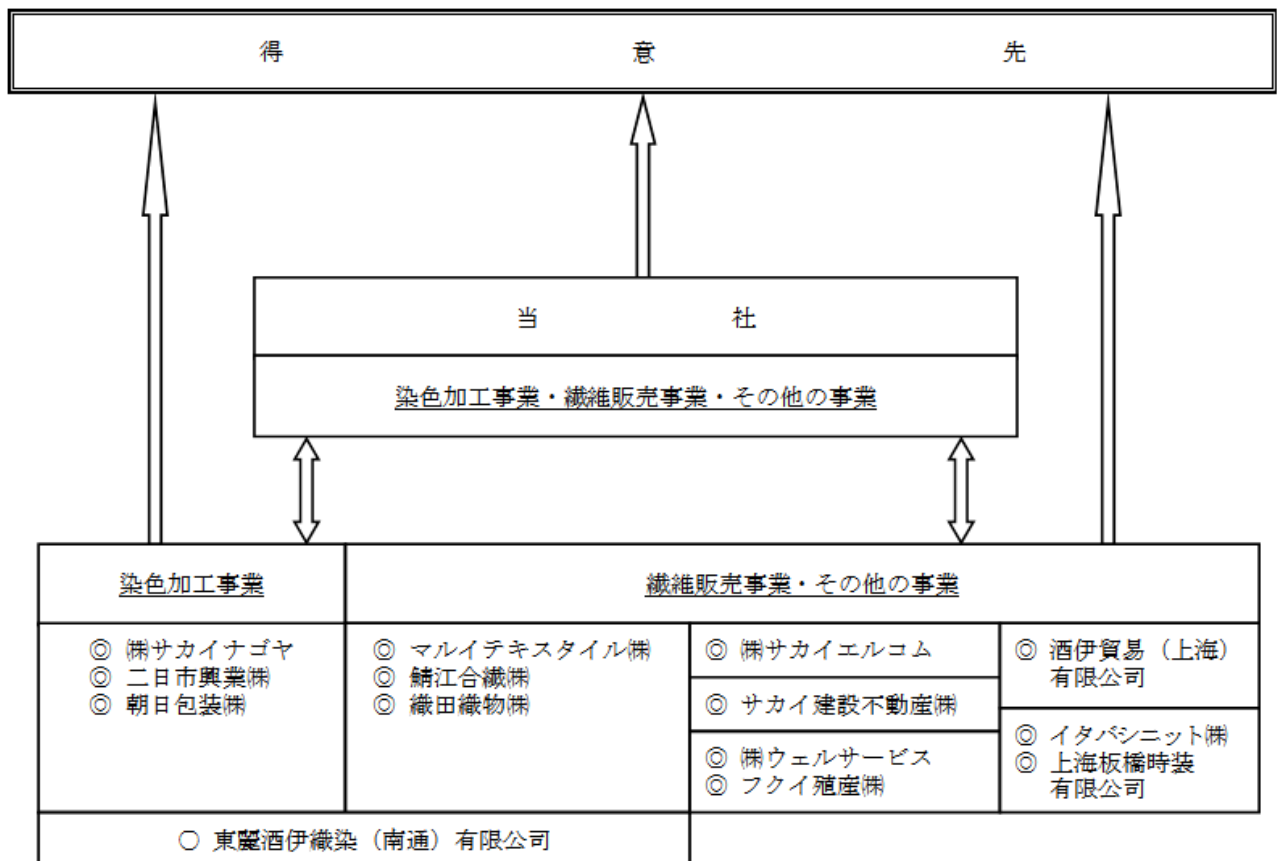 得意先
当社
染色加工事業・繊維販売事業・その他の事業
染色加工事業
繊維販売事業・その他の事業
◎ ㈱サカイナゴヤ
◎ 二日市興業㈱
◎ 朝日包装㈱
◎ マルイテキスタイル㈱
◎ 鯖江合繊㈱
◎ 織田織物㈱
◎ ㈱サカイエルコム
◎ サカイ建設不動産㈱
◎ ㈱ウェルサービス
◎ フクイ殖産㈱
◎ 酒伊貿易（上海）
有限公司
◎ イタバシニット㈱
◎ 上海板橋時装
有限公司
○ 東麗酒伊織染（南通）有限公司